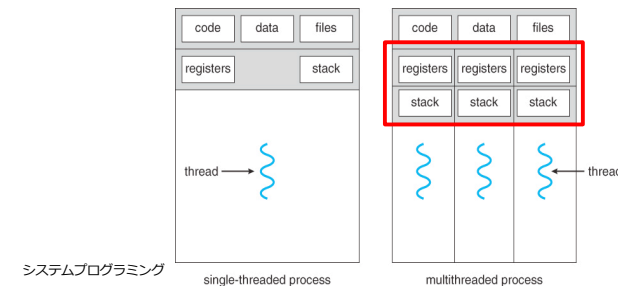 code data files
registers stack
thread
single-threaded process
code data files
registers registers registers
stack stack stack
thread
multithreaded process
システムプログラミング